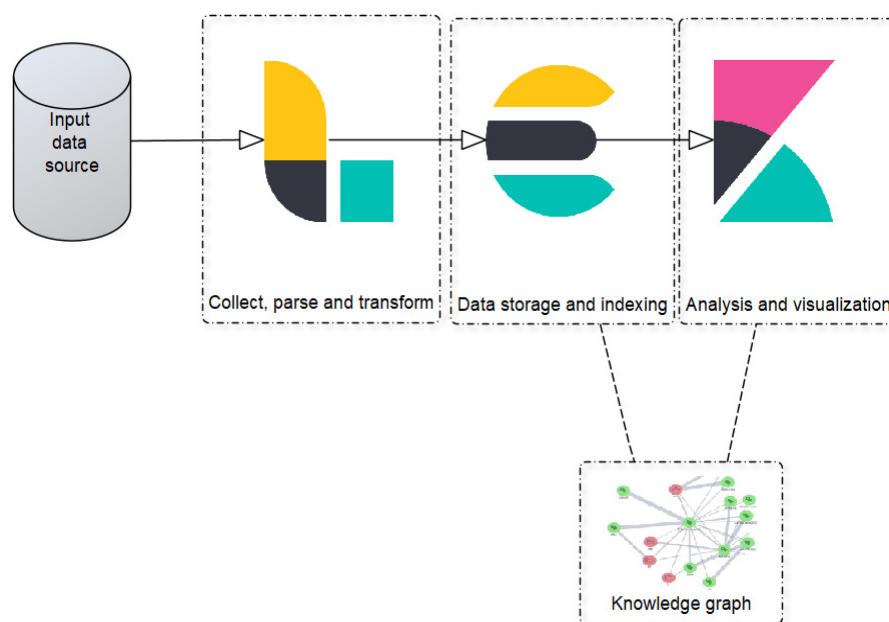 Input
data
source
Collect, parse and transform
Data storage and indexing
Analysis and visualization
Knowledge graph